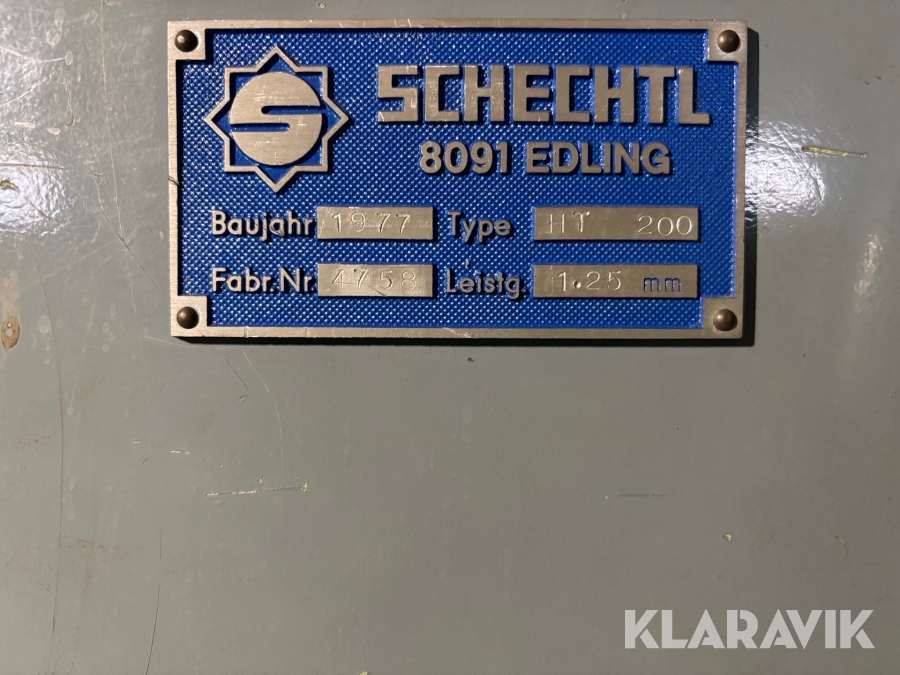 S SCHECHTL
8091 EDLING
Baujahr 1977 Type HT 200
Fabr.Nr. 4758 Leistg. 1.25 mm
KLARAVIK